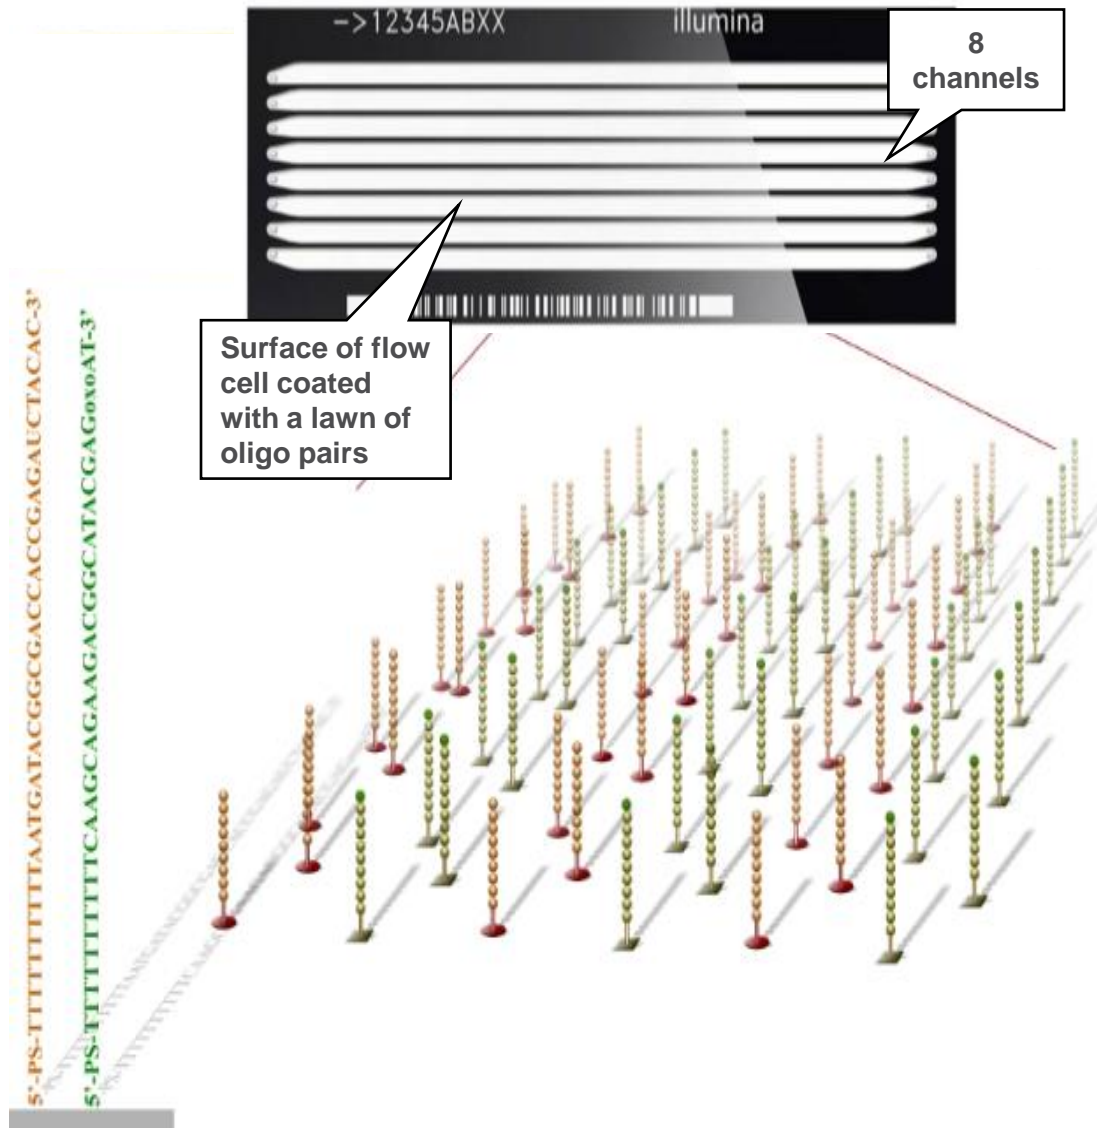 ->12345ABXX
illumina
8
channels
Surface of flow
cell coated
with a lawn of
oligo pairs
5'-PS-TTTTTTTTTTAATGATACGGCGACCACCGAGAUCTACAC-3'
5'-PS-TTTTTTTTTTCAAGCAGAAGACGGCATACGAGoxoAT-3'